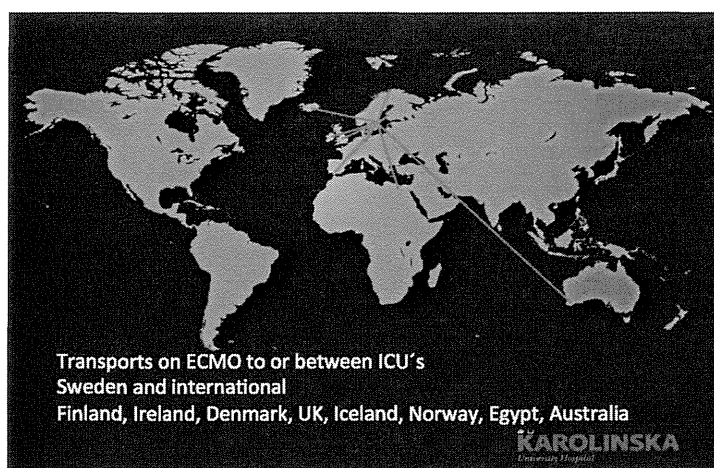 Transports on ECMO to or between ICU´s
Sweden and international
Finland, Ireland, Denmark, UK, Iceland, Norway, Egypt, Australia
KAROLINSKA
University Hospital